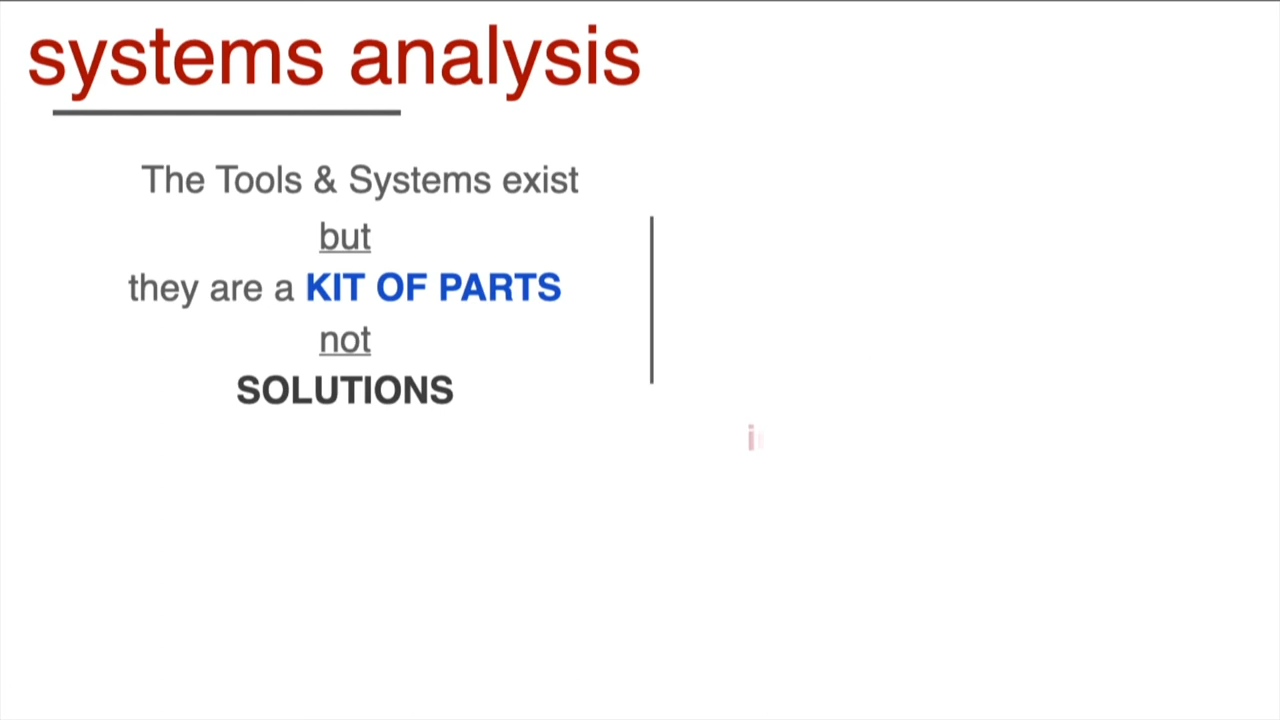 systems analysis
The Tools & Systems exist
but
they are a KIT OF PARTS
not
SOLUTIONS